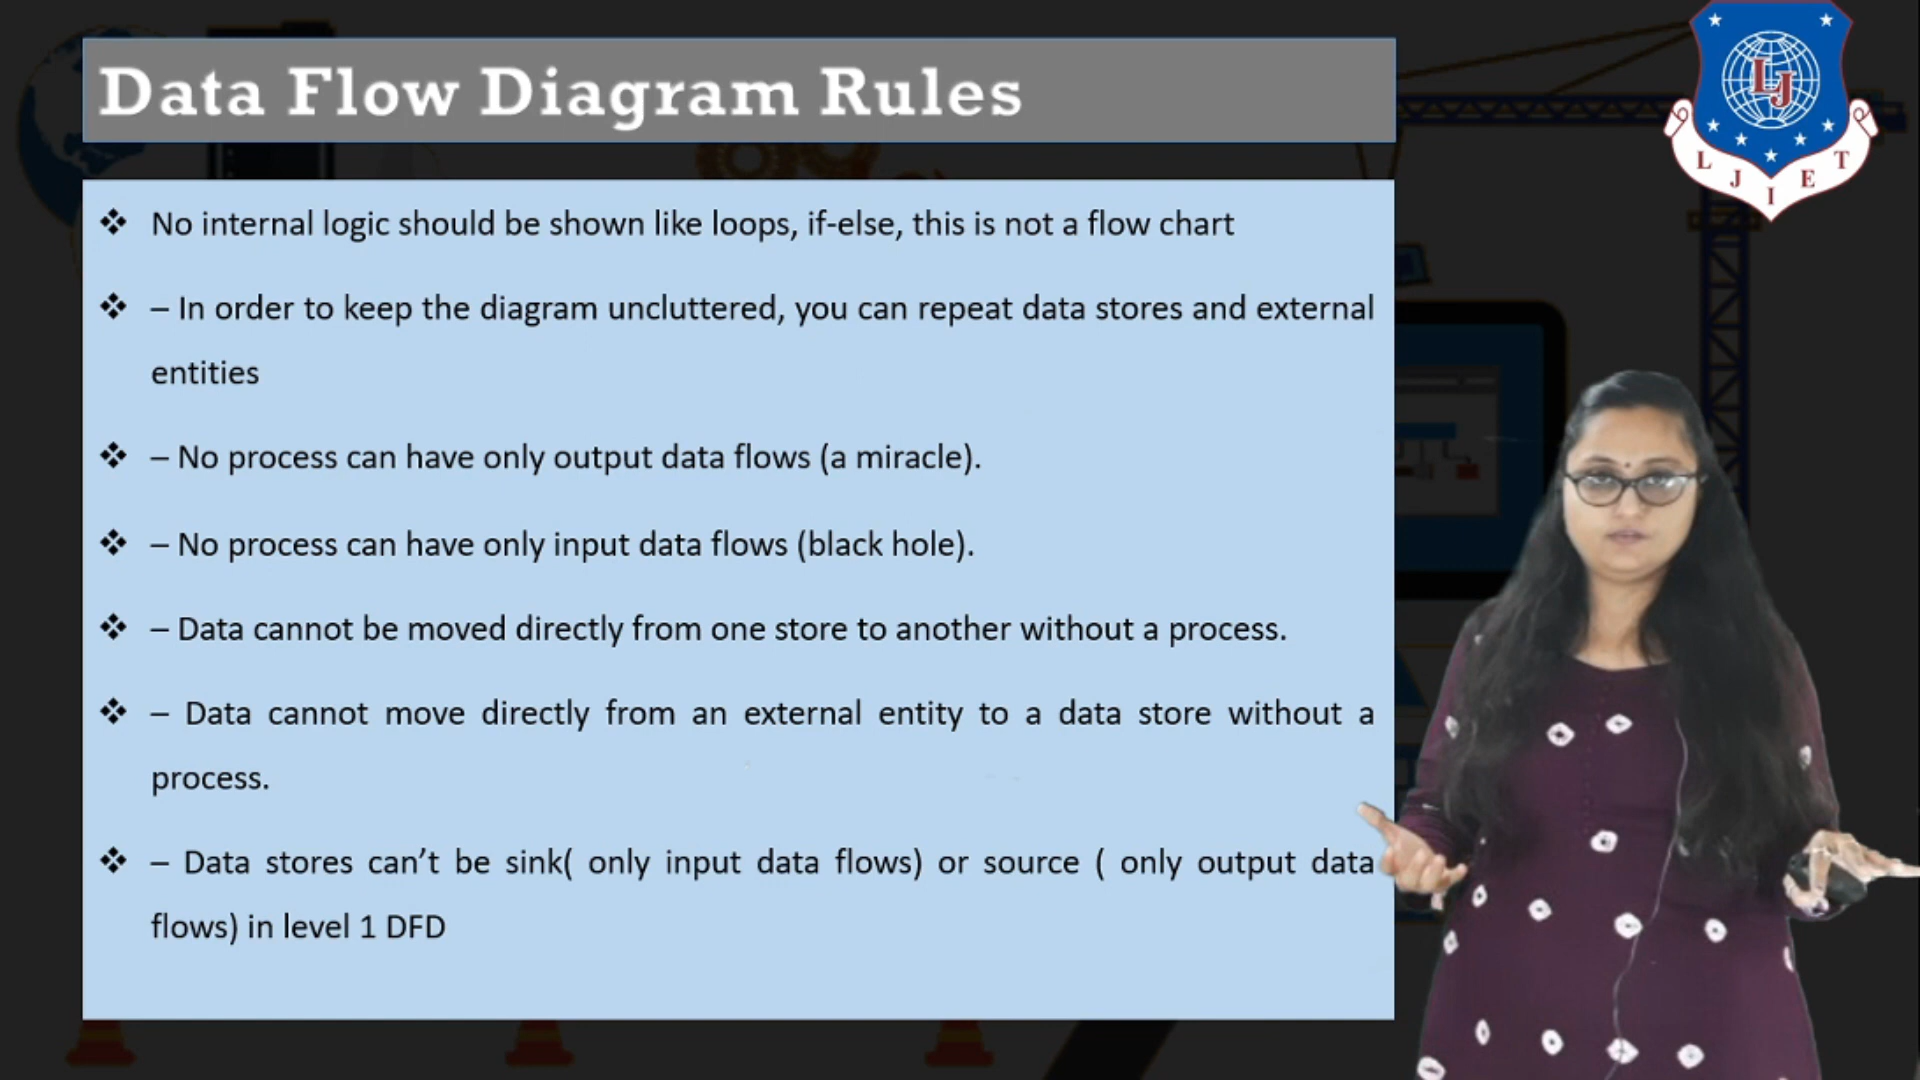 Data Flow Diagram Rules
No internal logic should be shown like loops, if-else, this is not a flow chart
– In order to keep the diagram uncluttered, you can repeat data stores and external
entities
– No process can have only output data flows (a miracle).
– No process can have only input data flows (black hole).
– Data cannot be moved directly from one store to another without a process.
– Data cannot move directly from an external entity to a data store without a
process.
– Data stores can’t be sink( only input data flows) or source ( only output data
flows) in level 1 DFD
LJ
L J I E T